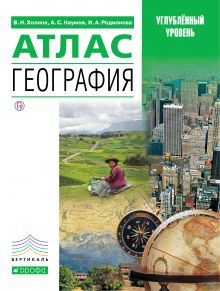 В. Н. Холина, А. С. Наумов, И. А. Родионова
УГЛУБЛЁННЫЙ
УРОВЕНЬ
АТЛАС
ГЕОГРАФИЯ
ВЕРТИКАЛЬ
дрофа